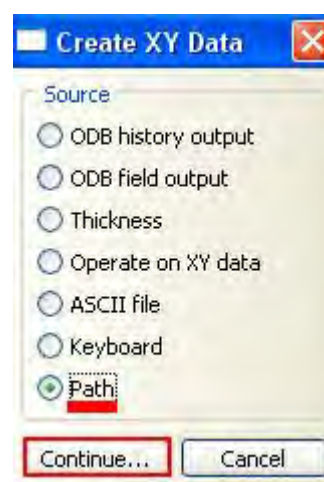 Create XY Data
Source
ODB history output
ODB field output
Thickness
Operate on XY data
ASCII file
Keyboard
Path
Continue... Cancel